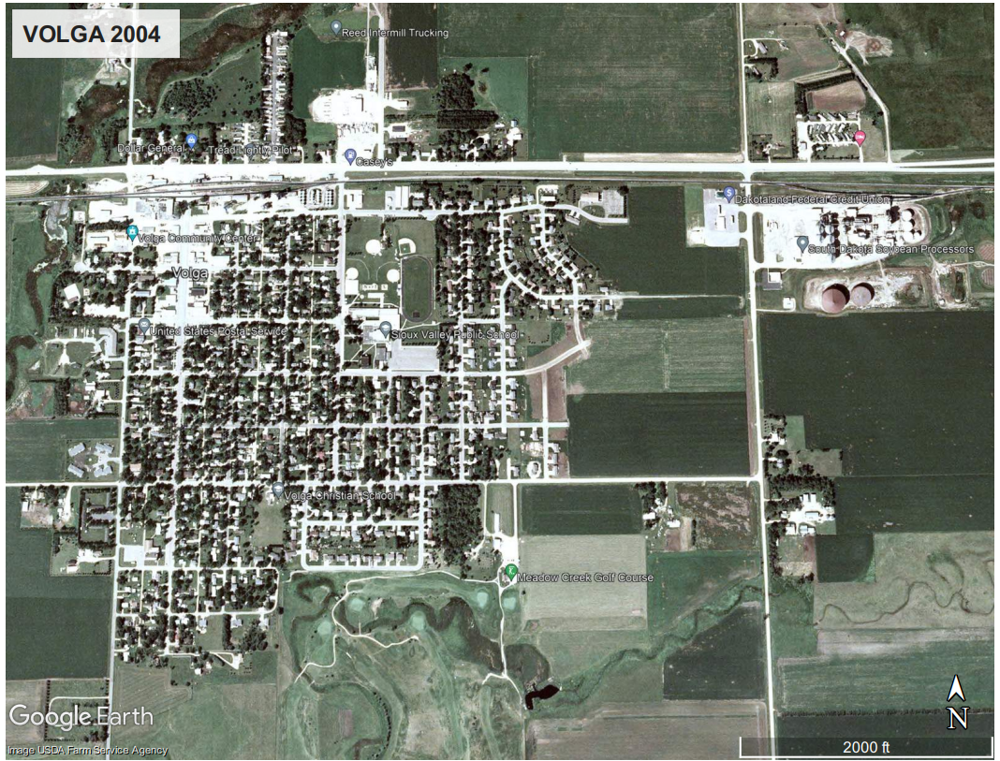 VOLGA 2004
Reed Intermill Trucking
Dollar General
Tread Lightly Pilot
Casey's
Dakotaland Federal Credit Union
Volga Community Center
South Dakota Soybean Processors
Volga
United States Postal Service
Sioux Valley Public School
Volga Christian School
Meadow Creek Golf Course
N
Google Earth
Image USDA Farm Service Agency
2000 ft